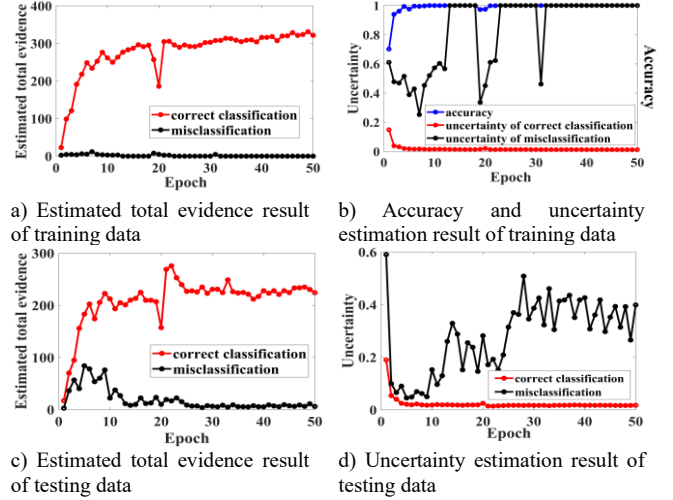 400
300
200
100
0
0 10 20 30 40 50
Estimated total evidence
Epoch
correct classification
misclassification
1
0.8
0.6
0.4
0.2
0
0 10 20 30 40 50
Uncertainty
Accuracy
Epoch
accuracy
uncertainty of correct classification
uncertainty of misclassification
a) Estimated total evidence result
of training data
b) Accuracy and uncertainty
estimation result of training data
300
200
100
0
0 10 20 30 40 50
Estimated total evidence
Epoch
correct classification
misclassification
0.6
0.4
0.2
0
0 10 20 30 40 50
Uncertainty
Epoch
correct classification
misclassification
c) Estimated total evidence result
of testing data
d) Uncertainty estimation result of
testing data